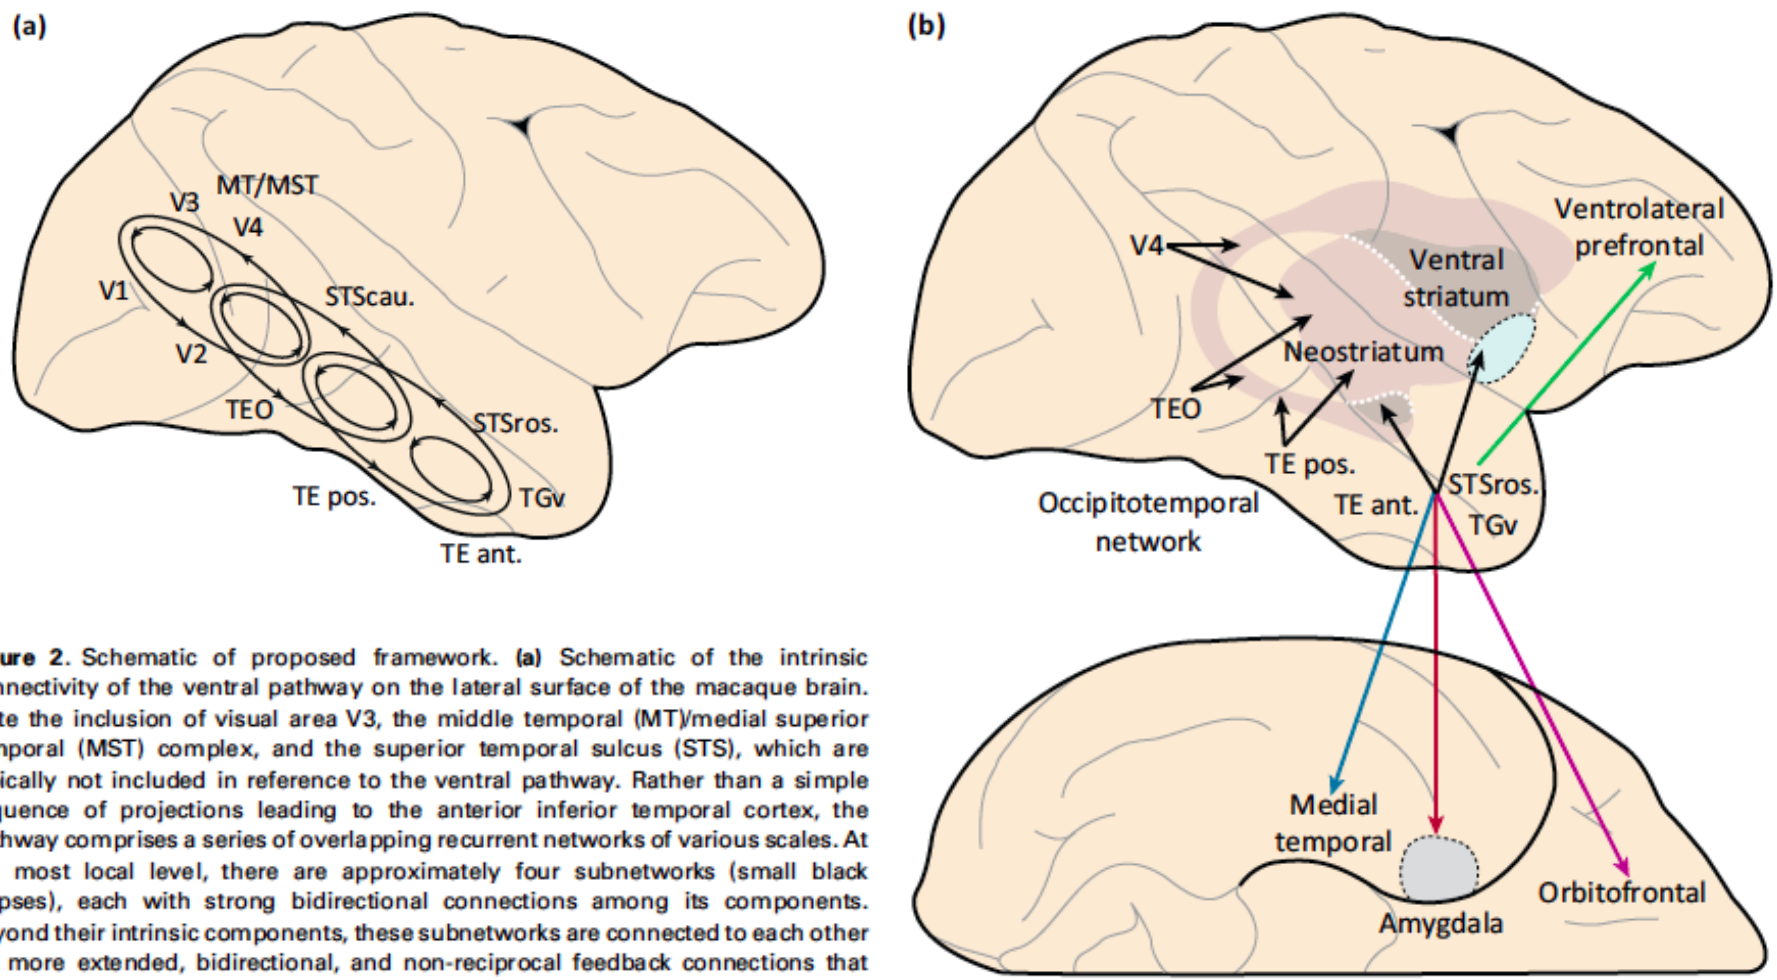 (a)
MT/MST
V3
V4
V1
STScau.
V2
TEO
STSros.
TE pos.
TGv
TE ant.
(b)
Ventrolateral
prefrontal
V4
Ventral
striatum
Neostriatum
TEO
TE pos.
STSros.
TE ant.
TGv
Occipitotemporal
network
Medial
temporal
Orbitofrontal
Amygdala
ure 2. Schematic of proposed framework. (a) Schematic of the intrinsic
nnectivity of the ventral pathway on the lateral surface of the macaque brain.
te the inclusion of visual area V3, the middle temporal (MT)/medial superior
mporal (MST) complex, and the superior temporal sulcus (STS), which are
ically not included in reference to the ventral pathway. Rather than a simple
quence of projections leading to the anterior inferior temporal cortex, the
thway comprises a series of overlapping recurrent networks of various scales. At
most local level, there are approximately four subnetworks (small black
pses), each with strong bidirectional connections among its components.
yond their intrinsic components, these subnetworks are connected to each other
more extended, bidirectional, and non-reciprocal feedback connections that